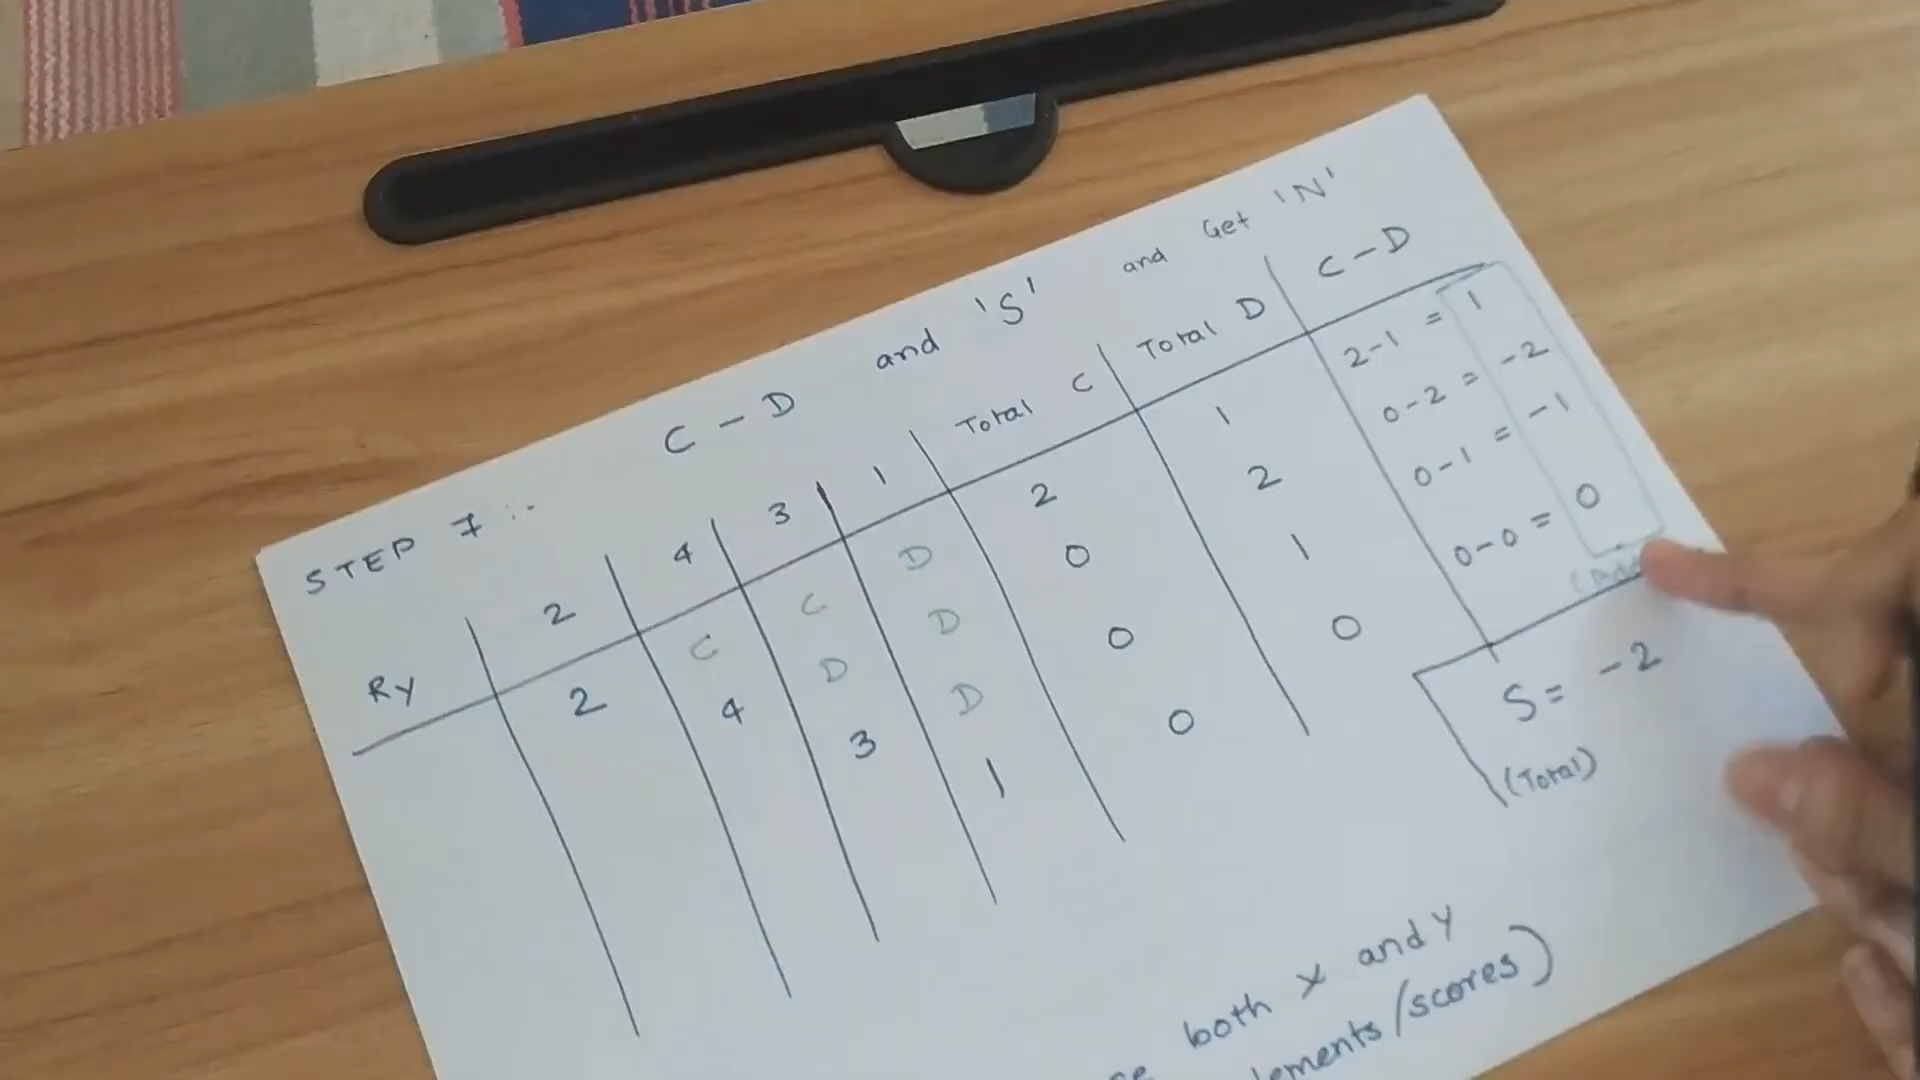 STEP 7 :- C - D and 'S' and Get 'N'
Ry 2 4 3 1 Total C Total D C - D
2 C C D 2 1 2-1 = 1
4 D D 0 2 0-2 = -2
3 D 0 1 0-1 = -1
1 0 0 0-0 = 0
(Add
S = -2
(Total)
both X and Y
/scores)